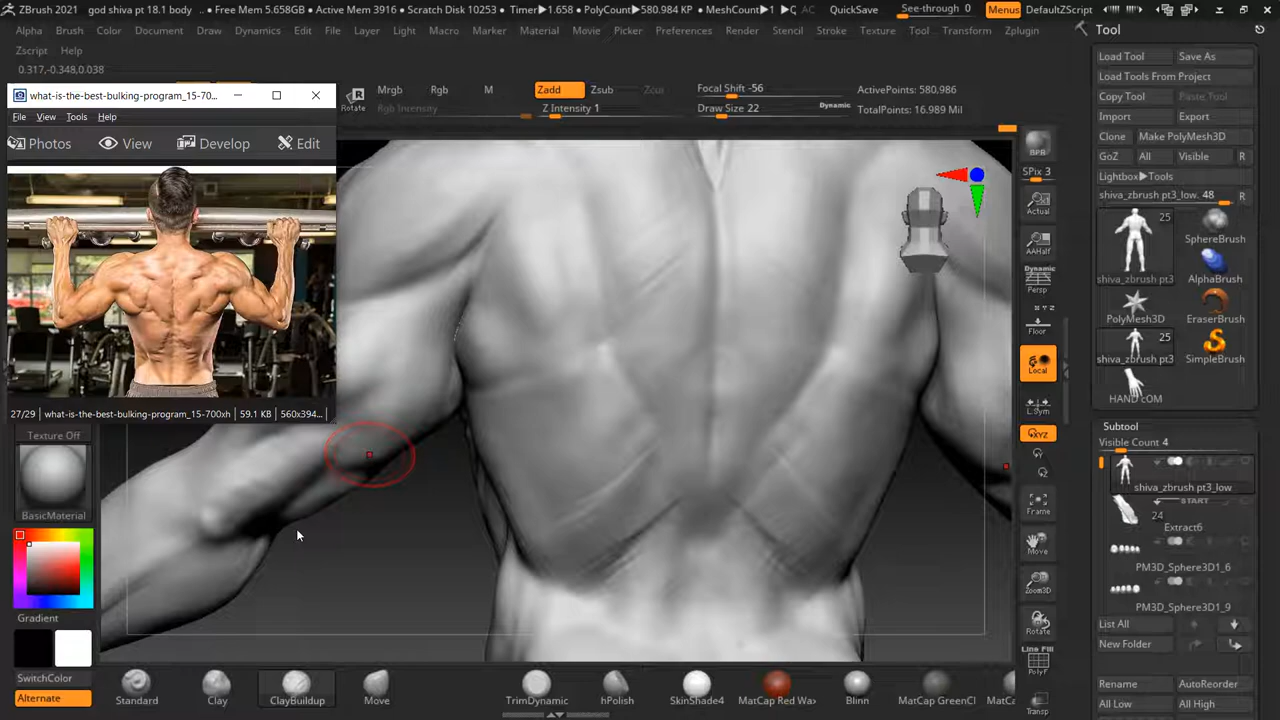 ZBrush 2021 god shiva pt 18.1 body .. • Free Mem 5.658GB • Active Mem 3916 • Scratch Disk 10253 • Timer▶1.658 • PolyCount▶580.984 KP • MeshCount▶1 AC QuickSave See-through 0 Menus DefaultZScript
Alpha Brush Color Document Draw Dynamics Edit File Layer Light Macro Marker Material Movie Picker Preferences Render Stencil Stroke Texture Tool Transform Zplugin
Zscript Help
0.317,-0.348,0.038
what-is-the-best-bulking-program_15-70...
File View Tools Help
Photos View Develop Edit
27/29 what-is-the-best-bulking-program_15-700xh 59.1 KB 560x394...
Rotate
Mrgb Rgb M
Rgb Intensity
Zadd Zsub Zcut
Z Intensity 1
Focal Shift -56
Draw Size 22
Dynamic
ActivePoints: 580,986
TotalPoints: 16.989 Mil
BPR
SPix 3
Actual
AAHalf
Dynamic
Persp
X Y Z
Floor
Local
L.Sym
XYZ
Frame
Move
Zoom3D
Rotate
Line Fill
PolyF
Transp
Tool
Load Tool Save As
Load Tools From Project
Copy Tool Paste Tool
Import Export
Clone Make PolyMesh3D
GoZ All Visible R
Lightbox▶Tools
shiva_zbrush pt3_low. 48 R
25
shiva_zbrush pt3
SphereBrush
AlphaBrush
PolyMesh3D
EraserBrush
25
shiva_zbrush pt3
SimpleBrush
HAND cOM
Subtool
Visible Count 4
shiva_zbrush pt3_low
START
24
Extract6
PM3D_Sphere3D1_6
PM3D_Sphere3D1_9
List All
New Folder
Rename AutoReorder
All Low All High
Texture Off
BasicMaterial
Gradient
SwitchColor
Alternate
Standard Clay ClayBuildup Move TrimDynamic hPolish SkinShade4 MatCap Red Wax Blinn MatCap GreenCl MatCa